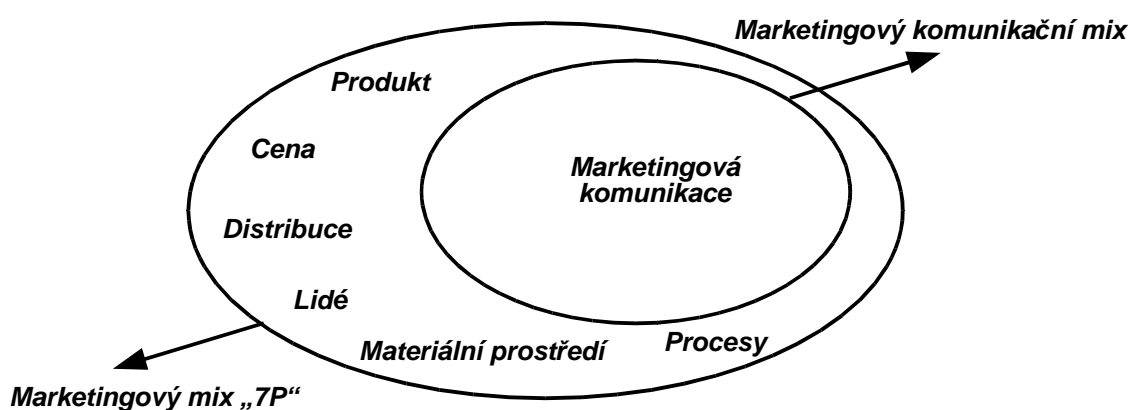 Marketingový komunikační mix
Produkt
Cena
Marketingová
komunikace
Distribuce
Lidé
Materiální prostředí
Procesy
Marketingový mix „7P“